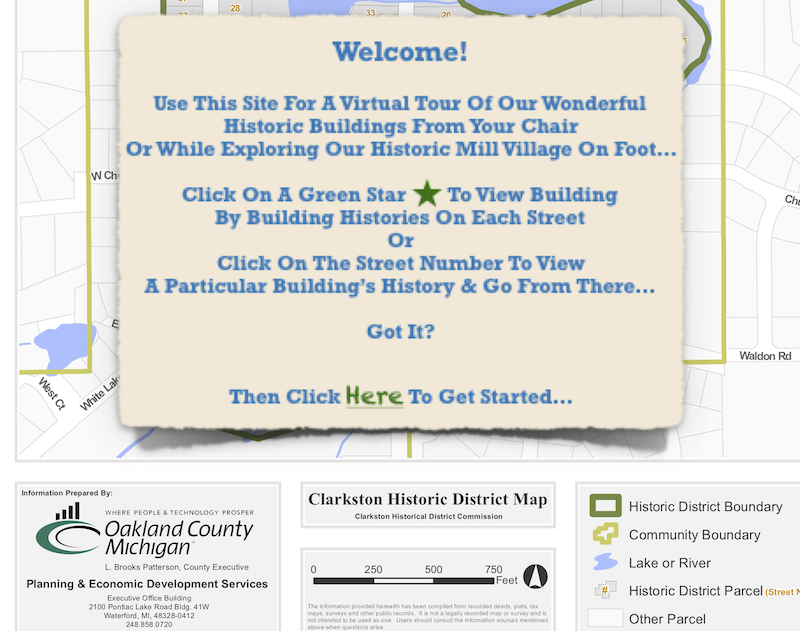 28
33
20
Welcome!
Use This Site For A Virtual Tour Of Our Wonderful
Historic Buildings From Your Chair
Or While Exploring Our Historic Mill Village On Foot...
W Ch
Click On A Green Star ★ To View Building
By Building Histories On Each Street
Or
Click On The Street Number To View
A Particular Building's History & Go From There...
Got It?
Waldon Rd
West Ct
White Lak
Then Click Here To Get Started...
Information Prepared By:
WHERE PEOPLE & TECHNOLOGY PROSPER
Oakland County
Michigan
L. Brooks Patterson, County Executive
Planning & Economic Development Services
Executive Office Building
2100 Pontiac Lake Road Bldg. 41W
Waterford, MI, 48328-0412
248.858.0720
Clarkston Historic District Map
Clarkston Historical District Commission
0 250 500 750
Feet
The information provided herewith has been compiled from recorded deeds, plats, tax
maps, surveys and other public records. It is not a legally recorded map or survey and is
not intended to be used as one. Users should consult the information sources mentioned
above when questions arise.
Historic District Boundary
Community Boundary
Lake or River
# Historic District Parcel (Street N
Other Parcel